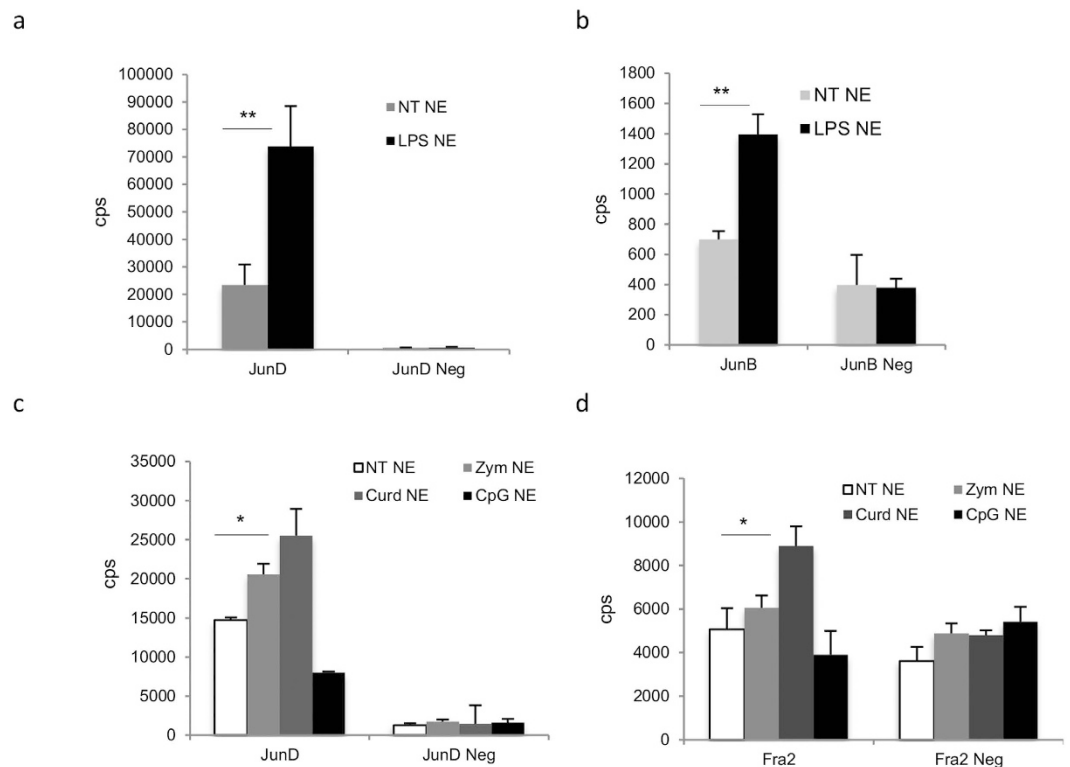 a
100000
90000
80000
70000
60000
50000
40000
30000
20000
10000
0
cps
**
NT NE
LPS NE
JunD
JunD Neg
b
1800
1600
1400
1200
1000
800
600
400
200
0
cps
**
NT NE
LPS NE
JunB
JunB Neg
c
35000
30000
25000
20000
15000
10000
5000
0
cps
*
NT NE
Zym NE
Curd NE
CpG NE
JunD
JunD Neg
d
12000
10000
8000
6000
4000
2000
0
cps
*
NT NE
Zym NE
Curd NE
CpG NE
Fra2
Fra2 Neg